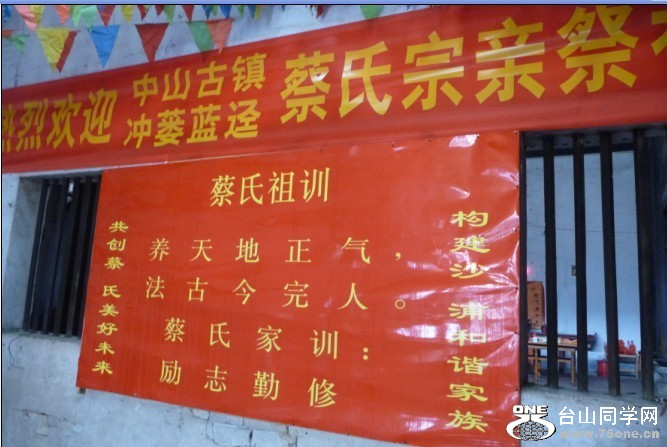 热烈欢迎
中山古镇
冲蒌蓝迳
蔡氏宗亲祭
蔡氏祖训
养天地正气，
法古今完人。
蔡氏家训：
励志勤修
构建沙浦和谐家族
共创蔡氏美好未来
ONE
台山同学网
www.75one.cn